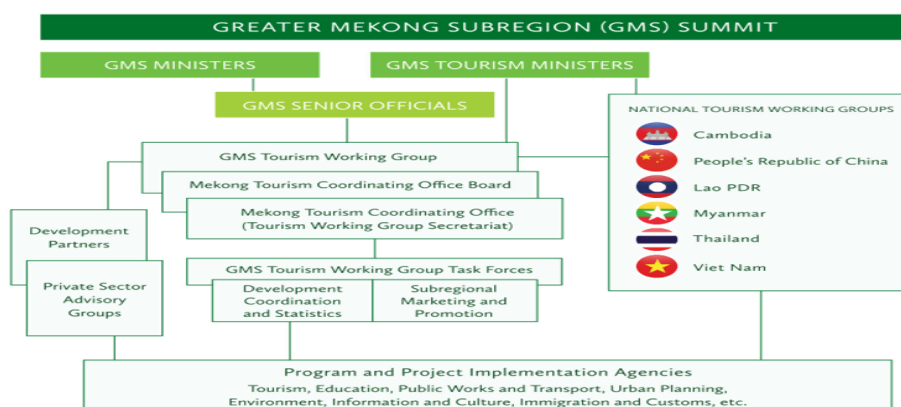 GREATER MEKONG SUBREGION (GMS) SUMMIT
GMS MINISTERS
GMS TOURISM MINISTERS
GMS SENIOR OFFICIALS
NATIONAL TOURISM WORKING GROUPS
Cambodia
People's Republic of China
Lao PDR
Myanmar
Thailand
Viet Nam
GMS Tourism Working Group
Mekong Tourism Coordinating Office Board
Mekong Tourism Coordinating Office
(Tourism Working Group Secretariat)
Development
Partners
Private Sector
Advisory
Groups
GMS Tourism Working Group Task Forces
Development
Coordination
and Statistics
Subregional
Marketing and
Promotion
Program and Project Implementation Agencies
Tourism, Education, Public Works and Transport, Urban Planning,
Environment, Information and Culture, Immigration and Customs, etc.